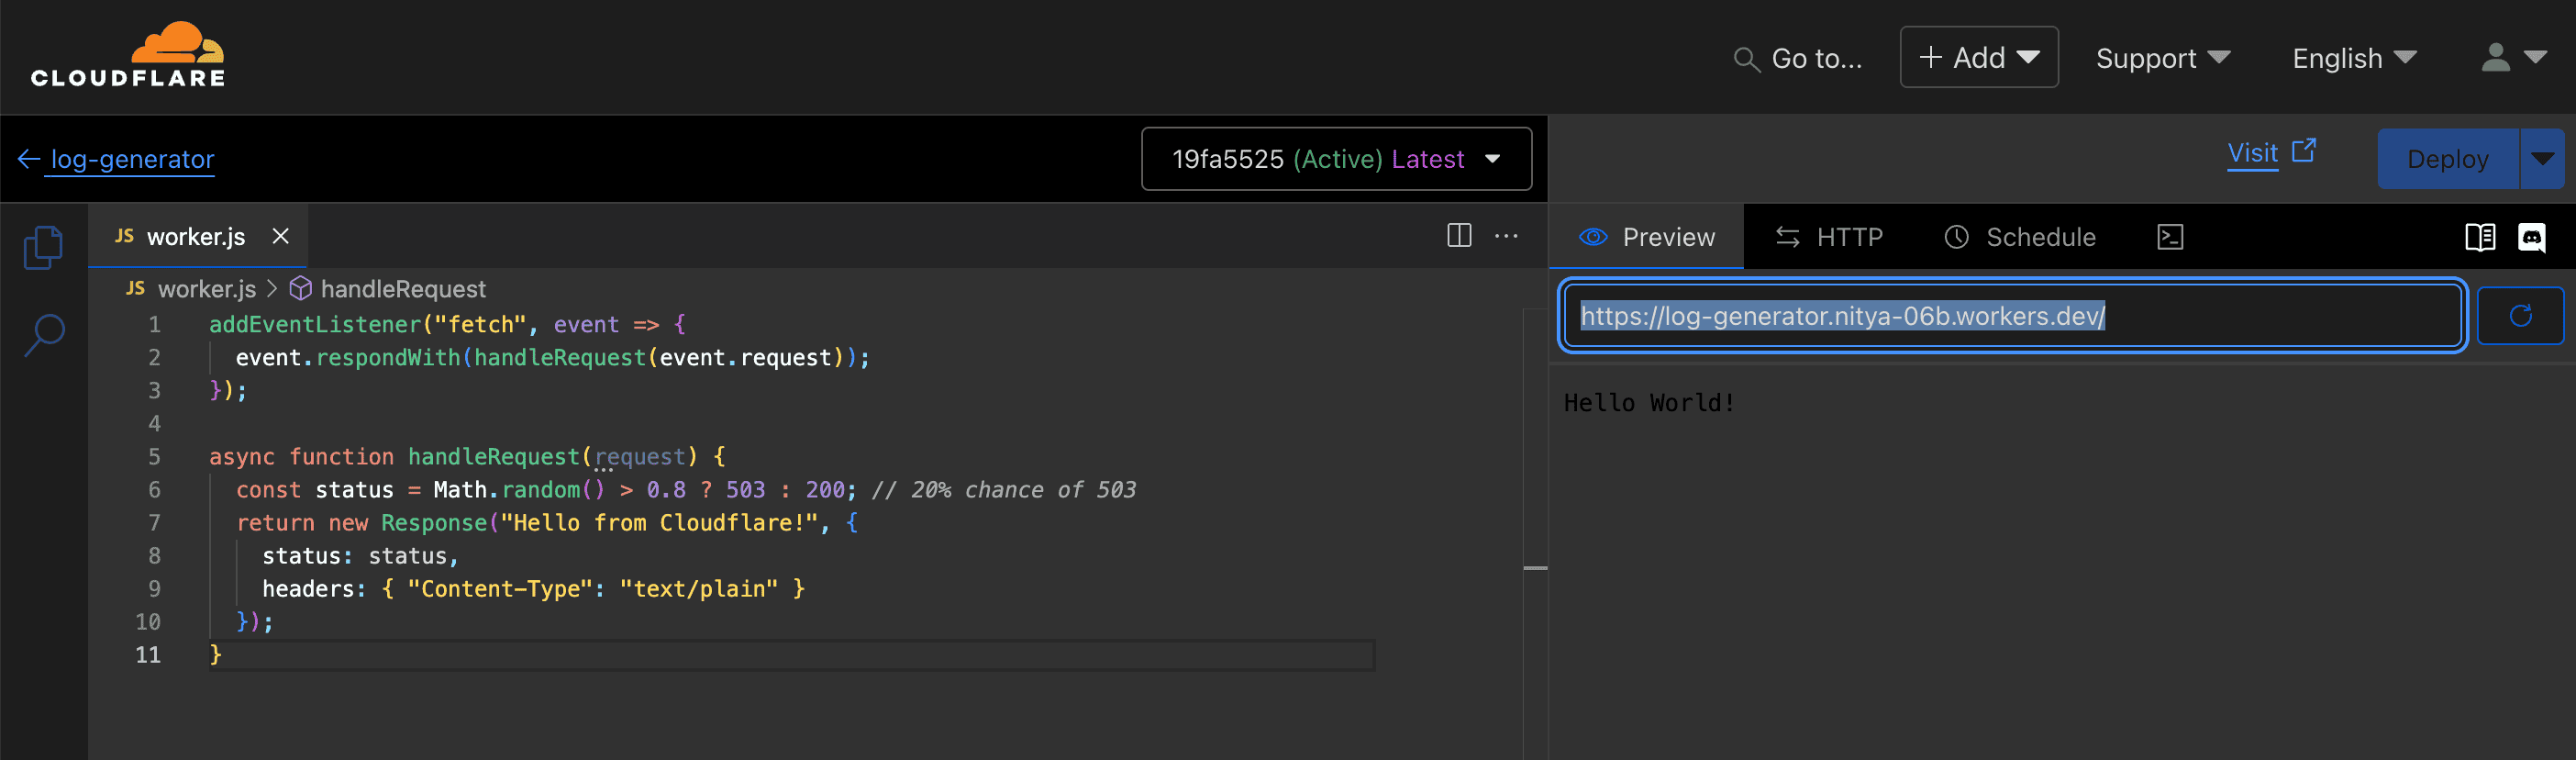 CLOUDFLARE
Go to...
+ Add
Support
English
← log-generator
19fa5525 (Active) Latest
Visit
Deploy
JS worker.js
Preview
HTTP
Schedule
JS worker.js > handleRequest
https://log-generator.nitya-06b.workers.dev/
1 addEventListener("fetch", event => {
2   event.respondWith(handleRequest(event.request));
3 });
4
5 async function handleRequest(request) {
6   const status = Math.random() > 0.8 ? 503 : 200; // 20% chance of 503
7   return new Response("Hello from Cloudflare!", {
8     status: status,
9     headers: { "Content-Type": "text/plain" }
10   });
11 }
Hello World!